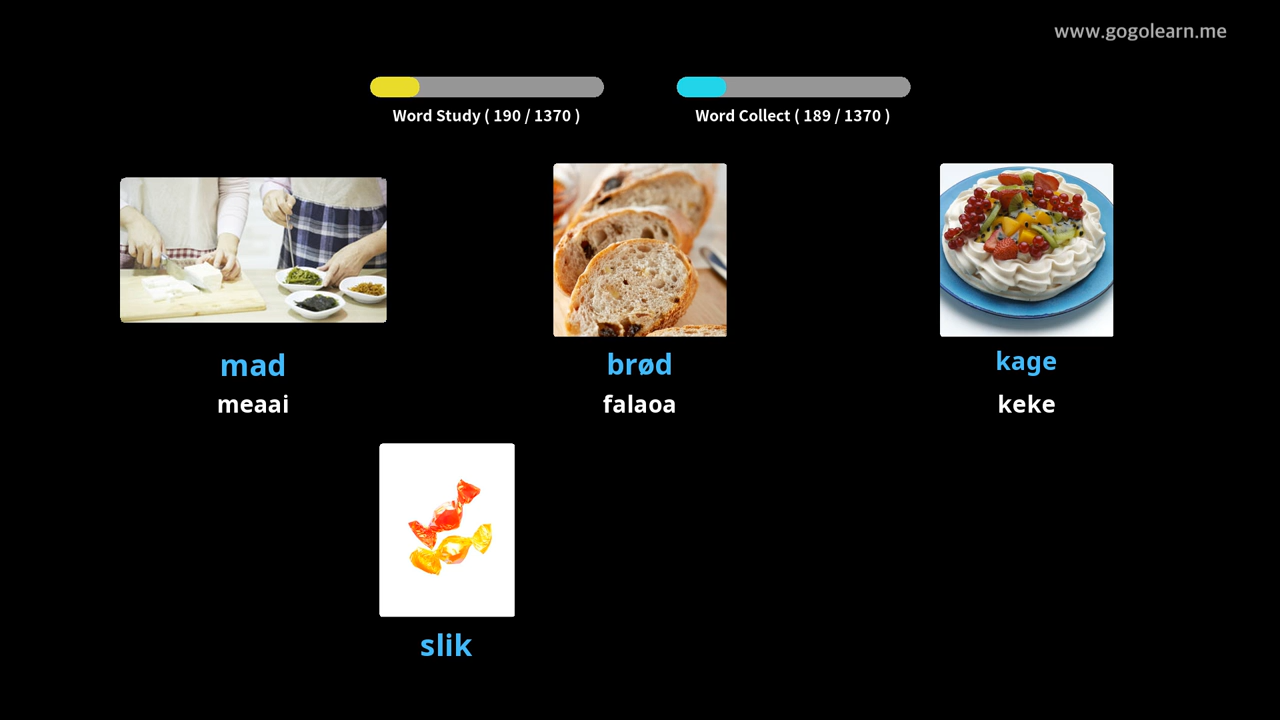 www.gogolearn.me
Word Study ( 190 / 1370 )
Word Collect ( 189 / 1370 )
mad
brød
kage
meaai
falaoa
keke
slik